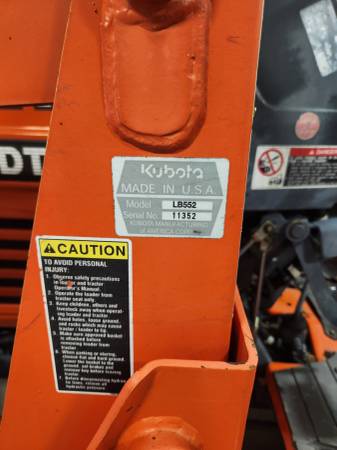 Kubota
MADE IN U.S.A.
Model LB552
Serial No. 11352
KUBOTA MANUFACTURING
of AMERICA CORP.
DT
CAUTION
TO AVOID PERSONAL
INJURY:
1. Observe safety precautions
in loader and tractor
Operator's Manual.
2. Operate the loader from
tractor seat only.
3. Keep children, others and
livestock away when operat-
ing loader and tractor.
4. Avoid holes, loose ground,
and rocks which may cause
tractor / loader to tip.
5. Make sure approved
is attached before
removing loader from
tractor.
6. When parking or storing,
choose flat and hard ground.
Lower the bucket to the
ground, set brakes and
remove key before leaving
tractor.
7. Before disconnecting hydrau-
lic lines, relieve all
hydraulic pressure.
DANGER